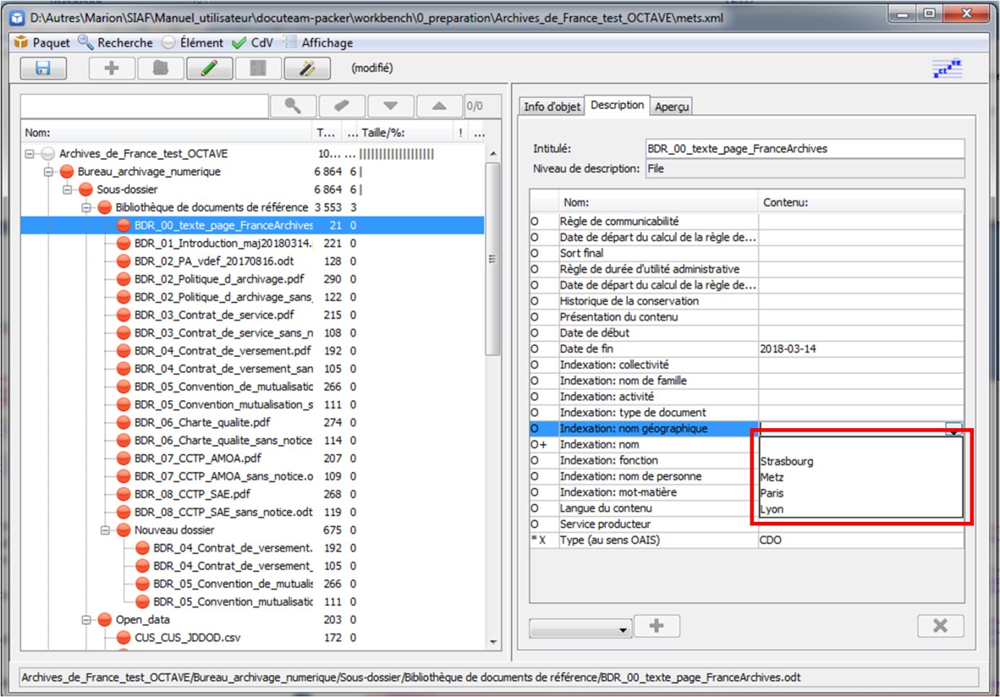 D:\Autres\Marion\SIAF\Manuel_utilisateur\docuteam-packer\workbench\0_preparation\Archives_de_France_test_OCTAVE\mets.xml
Paquet Recherche Élément CdV Affichage
(modifié)
0/0
Nom: T... ... Taille/%: ! ...
Archives_de_France_test_OCTAVE 10... ...
Bureau_archivage_numerique 6 864 6
Sous-dossier 6 864 6
Bibliothèque de documents de référence 3 553 3
BDR_00_texte_page_FranceArchives 21 0
BDR_01_Introduction_maj20180314. 221 0
BDR_02_PA_vdef_20170816.odt 128 0
BDR_02_Politique_d_archivage.pdf 290 0
BDR_02_Politique_d_archivage_sans_ 122 0
BDR_03_Contrat_de_service.pdf 215 0
BDR_03_Contrat_de_service_sans_n 108 0
BDR_04_Contrat_de_versement.pdf 192 0
BDR_04_Contrat_de_versement_san 105 0
BDR_05_Convention_de_mutualisatic 266 0
BDR_05_Convention_mutualisation_s 111 0
BDR_06_Charte_qualite.pdf 274 0
BDR_06_Charte_qualite_sans_notice 114 0
BDR_07_CCTP_AMOA.pdf 207 0
BDR_07_CCTP_AMOA_sans_notice.o 109 0
BDR_08_CCTP_SAE.pdf 268 0
BDR_08_CCTP_SAE_sans_notice.odt 119 0
Nouveau dossier 675 0
BDR_04_Contrat_de_versement. 192 0
BDR_04_Contrat_de_versement_ 105 0
BDR_05_Convention_de_mutualis 266 0
BDR_05_Convention_mutualisatic 111 0
Open_data 203 0
CUS_CUS_JDDOD.csv 172 0
Info d'objet Description Aperçu
Intitulé: BDR_00_texte_page_FranceArchives
Niveau de description: File
Nom: Contenu:
O Règle de communicabilité
O Date de départ du calcul de la règle de...
O Sort final
O Règle de durée d'utilité administrative
O Date de départ du calcul de la règle de...
O Historique de la conservation
O Présentation du contenu
O Date de début
O Date de fin 2018-03-14
O Indexation: collectivité
O Indexation: nom de famille
O Indexation: activité
O Indexation: type de document
O Indexation: nom géographique
O+ Indexation: nom
O Indexation: fonction
O Indexation: nom de personne
O Indexation: mot-matière
O Langue du contenu
O Service producteur
*X Type (au sens OAIS) CDO
Strasbourg
Metz
Paris
Lyon
Archives_de_France_test_OCTAVE/Bureau_archivage_numerique/Sous-dossier/Bibliothèque de documents de référence/BDR_00_texte_page_FranceArchives.odt